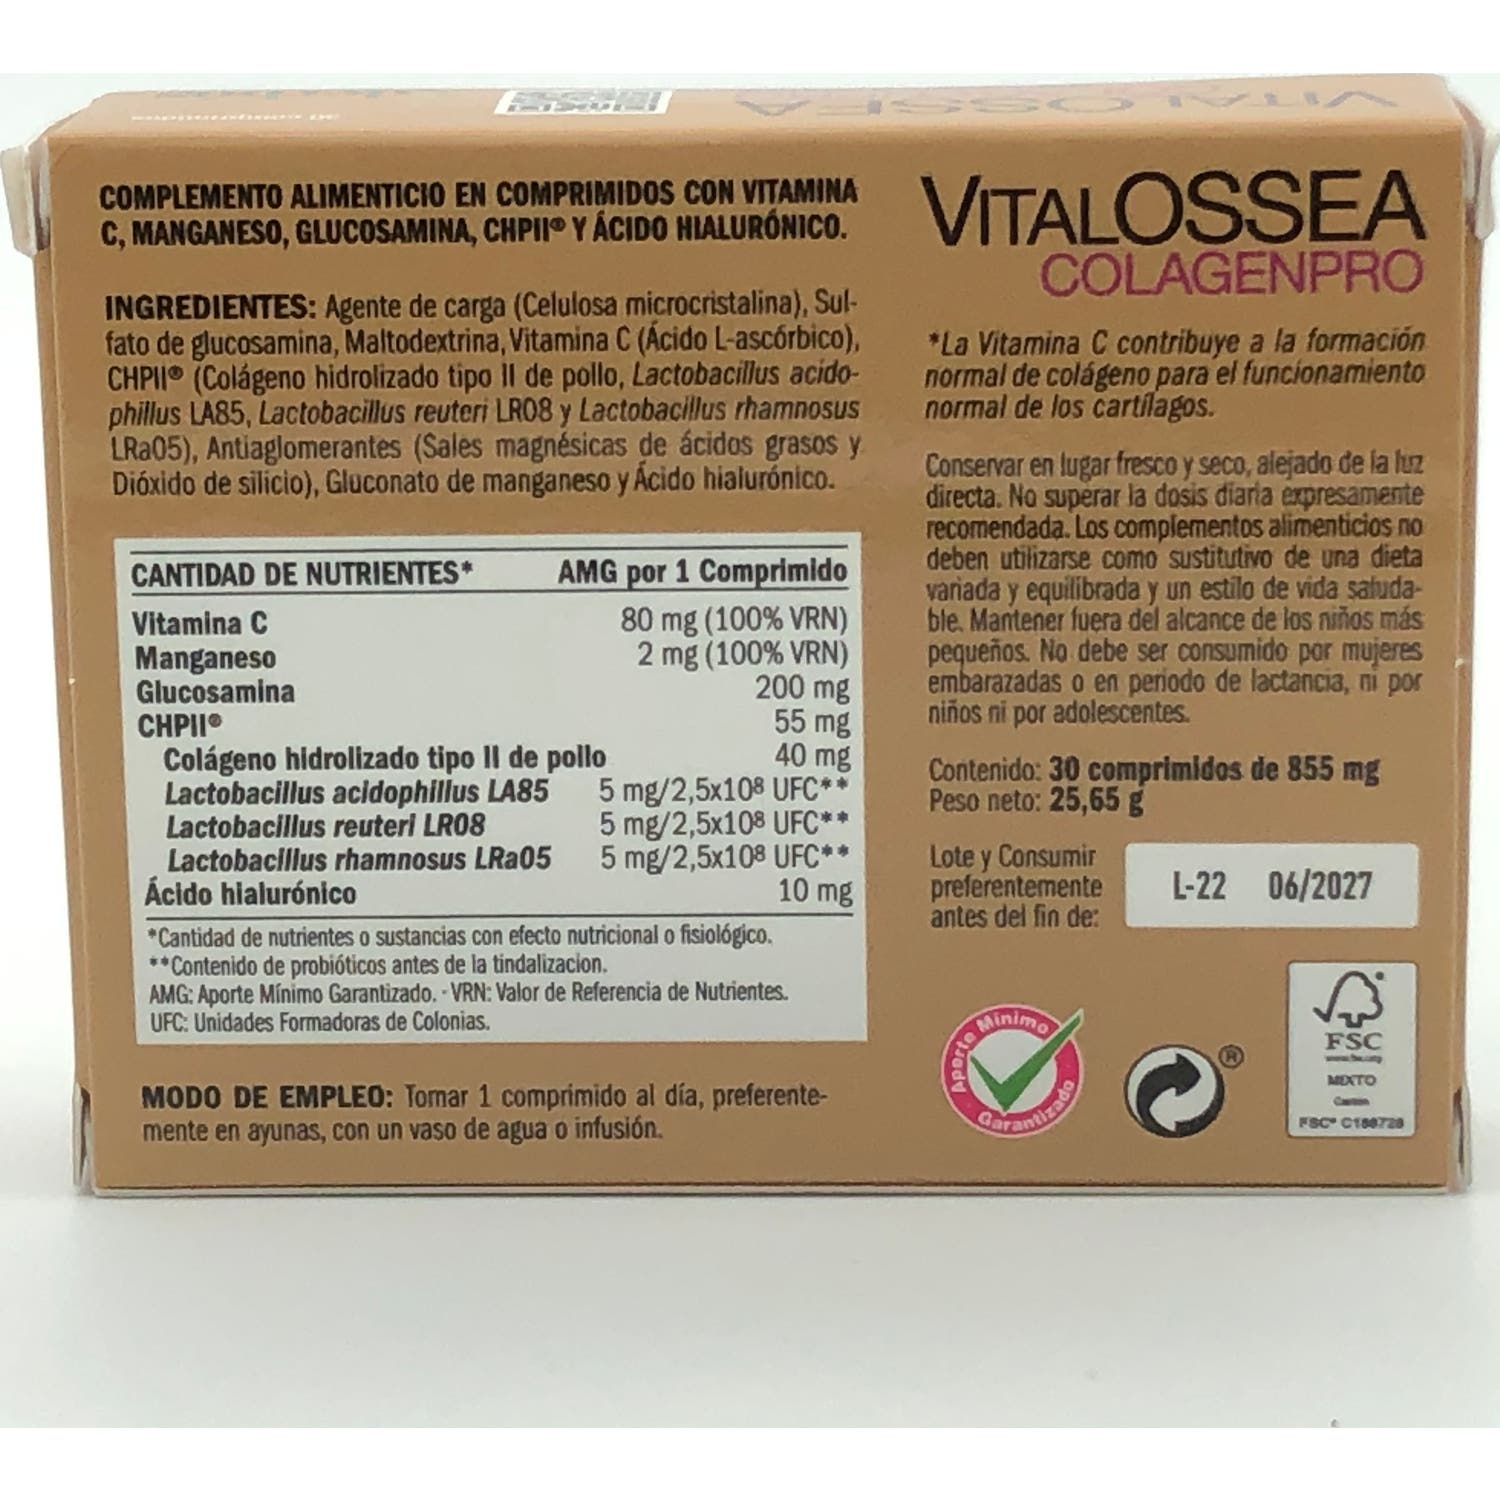 VITALOSSEA
COMPLEMENTO ALIMENTICIO EN COMPRIMIDOS CON VITAMINA
C, MANGANESO, GLUCOSAMINA, CHPII® Y ÁCIDO HIALURÓNICO.
INGREDIENTES: Agente de carga (Celulosa microcristalina), Sul-
fato de glucosamina, Maltodextrina, Vitamina C (Ácido L-ascórbico),
CHPII® (Colágeno hidrolizado tipo II de pollo, Lactobacillus acido-
phillus LA85, Lactobacillus reuteri LR08 y Lactobacillus rhamnosus
LRa05), Antiaglomerantes (Sales magnésicas de ácidos grasos y
Dióxido de silicio), Gluconato de manganeso y Ácido hialurónico.
CANTIDAD DE NUTRIENTES* AMG por 1 Comprimido
Vitamina C 80 mg (100% VRN)
Manganeso 2 mg (100% VRN)
Glucosamina 200 mg
CHPII® 55 mg
Colágeno hidrolizado tipo II de pollo 40 mg
Lactobacillus acidophillus LA85 5 mg/2,5x10⁸ UFC**
Lactobacillus reuteri LR08 5 mg/2,5x10⁸ UFC**
Lactobacillus rhamnosus LRa05 5 mg/2,5x10⁸ UFC**
Ácido hialurónico 10 mg
*Cantidad de nutrientes o sustancias con efecto nutricional o fisiológico.
**Contenido de probióticos antes de la tindalizacion.
AMG: Aporte Mínimo Garantizado. - VRN: Valor de Referencia de Nutrientes.
UFC: Unidades Formadoras de Colonias.
MODO DE EMPLEO: Tomar 1 comprimido al día, preferente-
mente en ayunas, con un vaso de agua o infusión.
VITALOSSEA
COLAGENPRO
*La Vitamina C contribuye a la formación
normal de colágeno para el funcionamiento
normal de los cartílagos.
Conservar en lugar fresco y seco, alejado de la luz
directa. No superar la dosis diaria expresamente
recomendada. Los complementos alimenticios no
deben utilizarse como sustitutivo de una dieta
variada y equilibrada y un estilo de vida saluda-
ble. Mantener fuera del alcance de los niños más
pequeños. No debe ser consumido por mujeres
embarazadas o en periodo de lactancia, ni por
niños ni por adolescentes.
Contenido: 30 comprimidos de 855 mg
Peso neto: 25,65 g
Lote y Consumir
preferentemente
antes del fin de:
L-22 06/2027
Aporte Mínimo
Garantizado
®
FSC
MIXTO
FSC® C188728